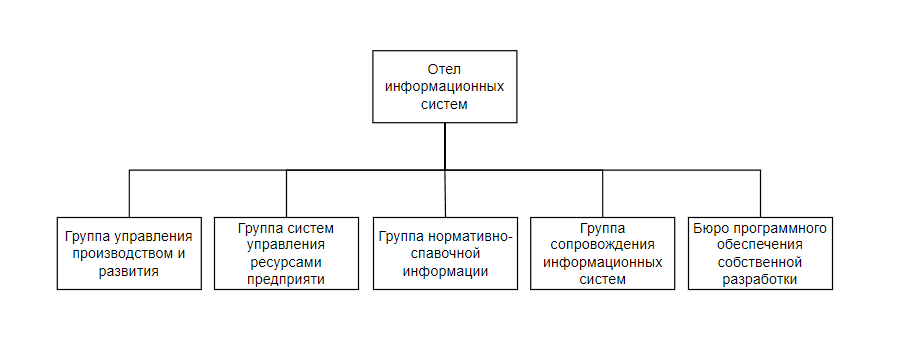 Отел
информационных
систем
Группа управления
производством и
развития
Группа систем
управления
ресурсами
предприяти
Группа нормативно-
спавочной
информации
Группа
сопровождения
информационных
систем
Бюро программного
обеспечения
собственной
разработки